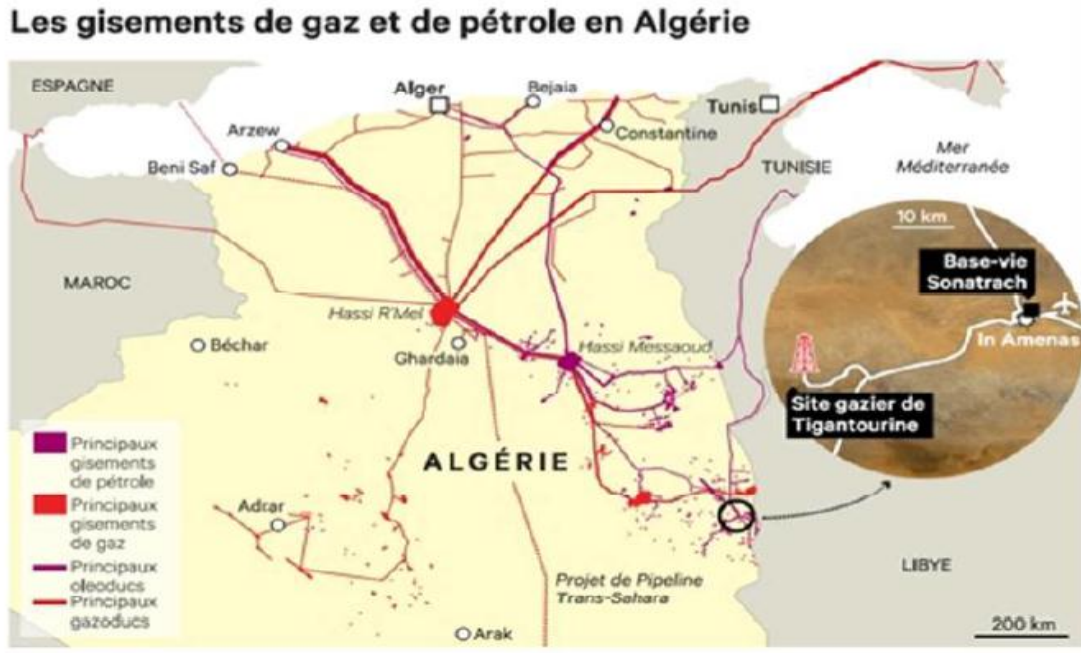 Les gisements de gaz et de pétrole en Algérie
ESPAGNE
Alger
Bejaia
Tunis
Arzew
Constantine
Beni Saf
TUNISIE
Mer
Méditerranée
10 km
Base-vie
Sonatrach
MAROC
Hassi R'Mel
In Amenas
Béchar
Ghardaia
Hassi Messaoud
Site gazier de
Tigantourine
ALGÉRIE
Principaux
gisements
de pétrole
Principaux
gisements
de gaz
Principaux
oleoducs
Principaux
gazoducs
Adrar
Projet de Pipeline
Trans-Sahara
LIBYE
Arak
200 km